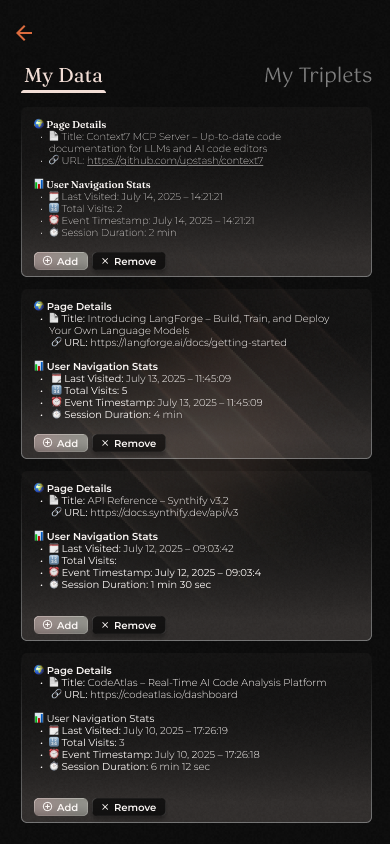 My Data
My Triplets
Page Details
Title: Context7 MCP Server – Up-to-date code
documentation for LLMs and AI code editors
URL: https://github.com/upstash/context7
User Navigation Stats
Last Visited: July 14, 2025 – 14:21:21
Total Visits: 2
Event Timestamp: July 14, 2025 – 14:21:21
Session Duration: 2 min
Add
Remove
Page Details
Title: Introducing LangForge – Build, Train, and Deploy
Your Own Language Models
URL: https://langforge.ai/docs/getting-started
User Navigation Stats
Last Visited: July 13, 2025 – 11:45:09
Total Visits: 5
Event Timestamp: July 13, 2025 – 11:45:09
Session Duration: 4 min
Add
Remove
Page Details
Title: API Reference – Synthify v3.2
URL: https://docs.synthify.dev/api/v3
User Navigation Stats
Last Visited: July 12, 2025 – 09:03:42
Total Visits:
Event Timestamp: July 12, 2025 – 09:03:4
Session Duration: 1 min 30 sec
Add
Remove
Page Details
Title: CodeAtlas – Real-Time AI Code Analysis Platform
URL: https://codeatlas.io/dashboard
User Navigation Stats
Last Visited: July 10, 2025 – 17:26:19
Total Visits: 3
Event Timestamp: July 10, 2025 – 17:26:18
Session Duration: 6 min 12 sec
Add
Remove